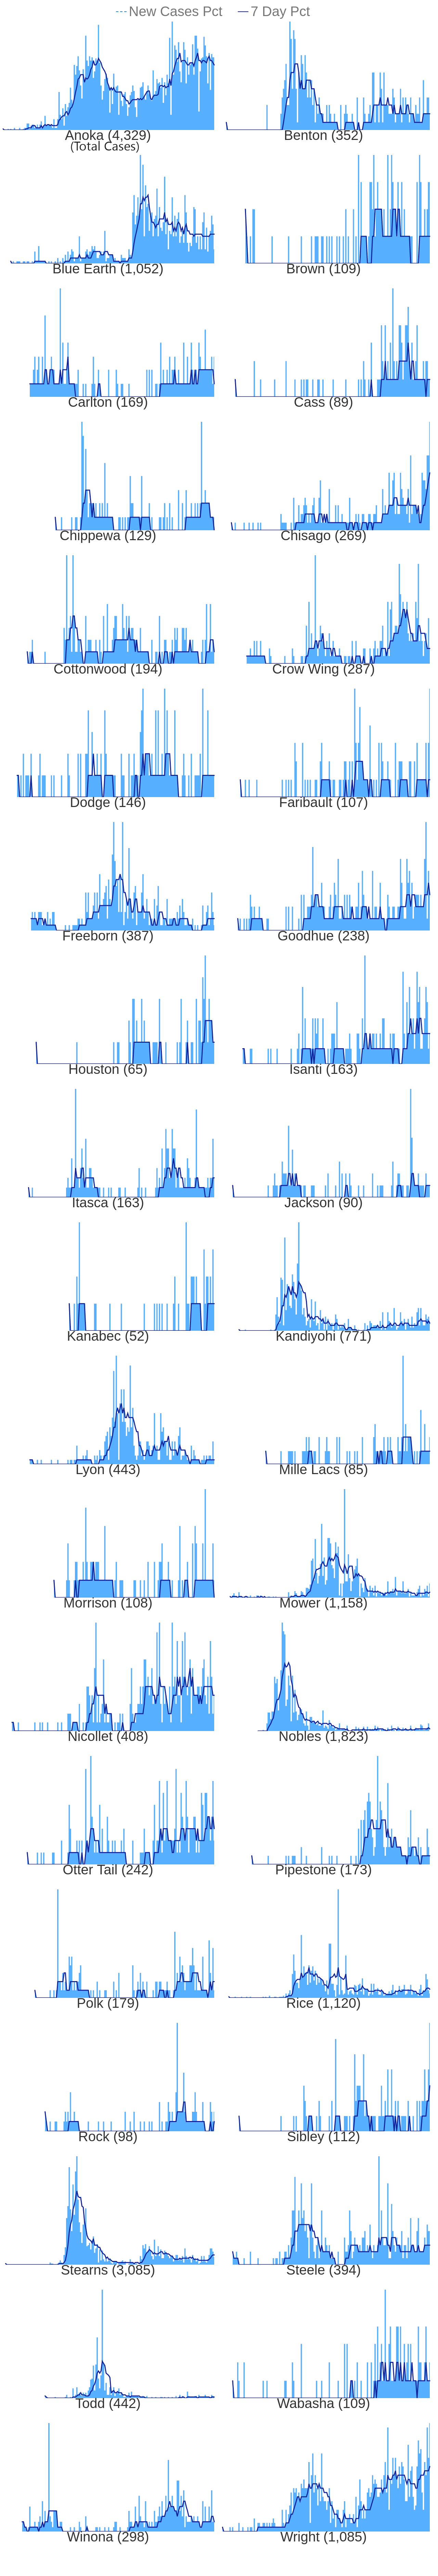 New Cases Pct 7 Day Pct
Anoka (4,329) Benton (352)
(Total Cases)
Blue Earth (1,052) Brown (109)
Carlton (169) Cass (89)
Chippewa (129) Chisago (269)
Cottonwood (194) Crow Wing (287)
Dodge (146) Faribault (107)
Freeborn (387) Goodhue (238)
Houston (65) Isanti (163)
Itasca (163) Jackson (90)
Kanabec (52) Kandiyohi (771)
Lyon (443) Mille Lacs (85)
Morrison (108) Mower (1,158)
Nicollet (408) Nobles (1,823)
Otter Tail (242) Pipestone (173)
Polk (179) Rice (1,120)
Rock (98) Sibley (112)
Stearns (3,085) Steele (394)
Todd (442) Wabasha (109)
Winona (298) Wright (1,085)